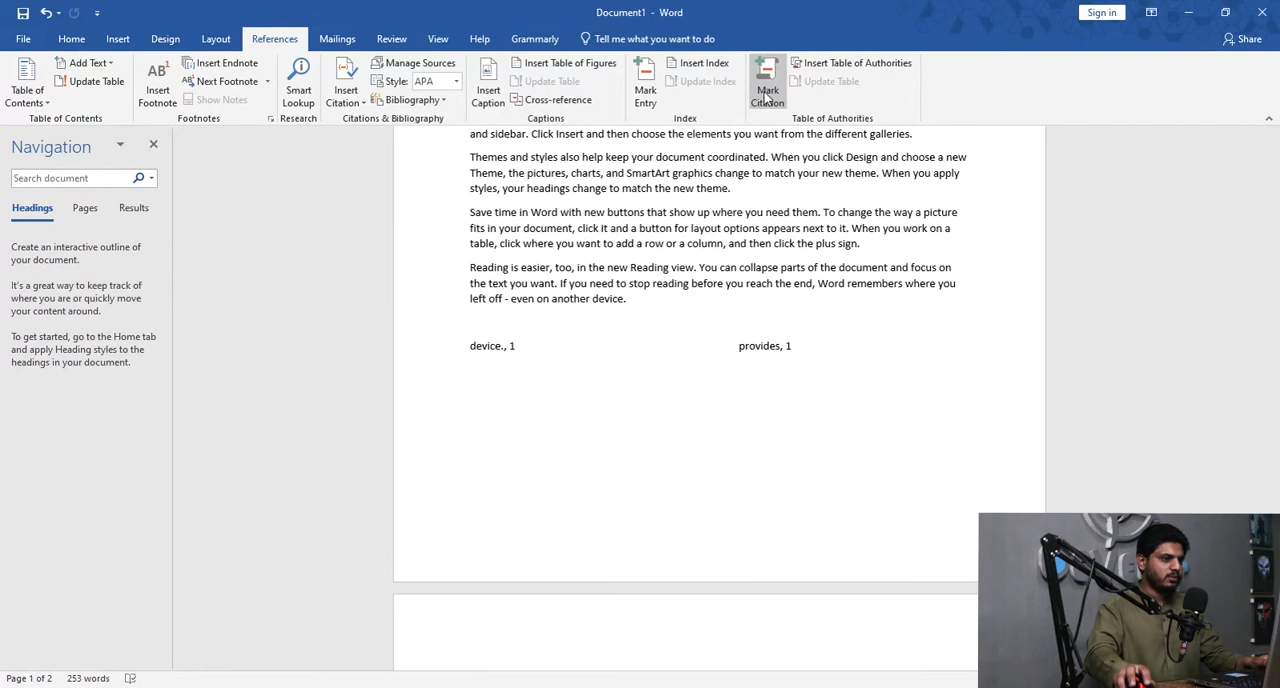 Document1 - Word
Sign in
File Home Insert Design Layout References Mailings Review View Help Grammarly Tell me what you want to do Share
Table of Contents
Add Text
Update Table
Table of Contents
AB1
Insert Footnote
Insert Endnote
Next Footnote
Show Notes
Footnotes
Smart Lookup
Research
Insert Citation
Manage Sources
Style: APA
Bibliography
Citations & Bibliography
Insert Caption
Insert Table of Figures
Update Table
Cross-reference
Captions
Mark Entry
Insert Index
Update Index
Index
Mark Citation
Insert Table of Authorities
Update Table
Table of Authorities
Navigation
Search document
Headings Pages Results
Create an interactive outline of
your document.
It's a great way to keep track of
where you are or quickly move
your content around.
To get started, go to the Home tab
and apply Heading styles to the
headings in your document.
and sidebar. Click Insert and then choose the elements you want from the different galleries.
Themes and styles also help keep your document coordinated. When you click Design and choose a new
Theme, the pictures, charts, and SmartArt graphics change to match your new theme. When you apply
styles, your headings change to match the new theme.
Save time in Word with new buttons that show up where you need them. To change the way a picture
fits in your document, click it and a button for layout options appears next to it. When you work on a
table, click where you want to add a row or a column, and then click the plus sign.
Reading is easier, too, in the new Reading view. You can collapse parts of the document and focus on
the text you want. If you need to stop reading before you reach the end, Word remembers where you
left off - even on another device.
device., 1 provides, 1
Page 1 of 2 253 words